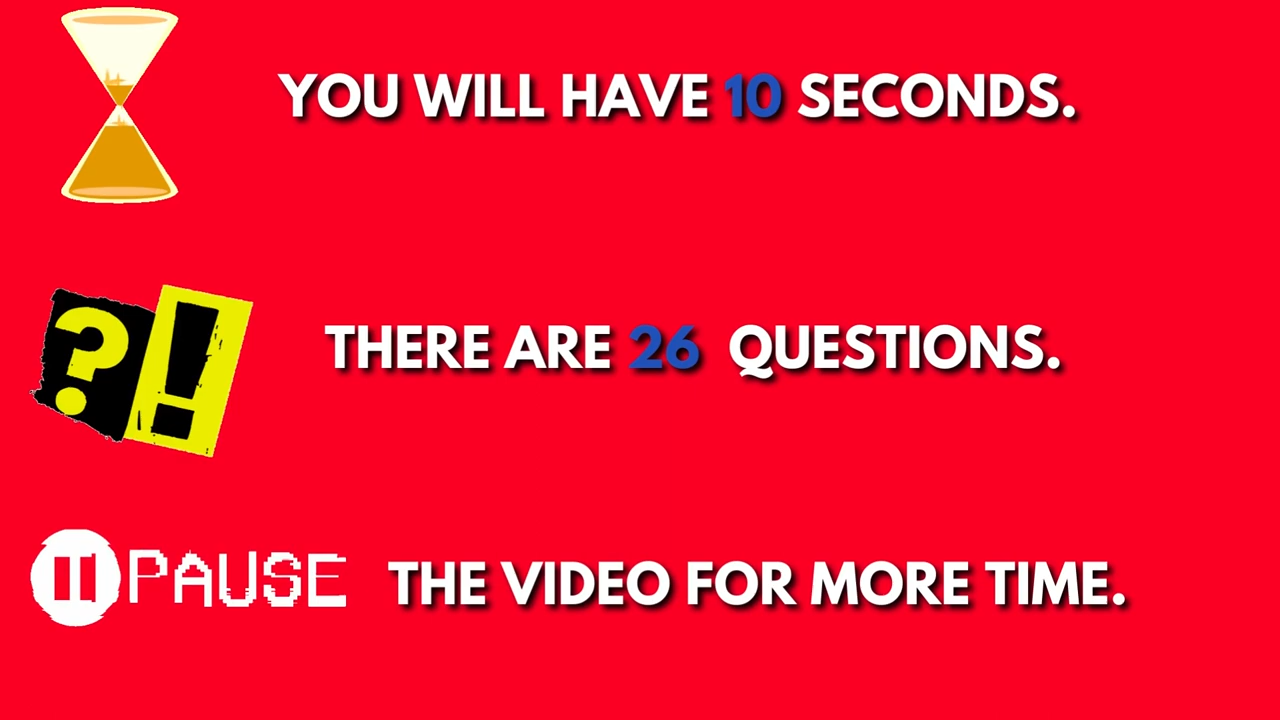 YOU WILL HAVE 10 SECONDS.
?!
THERE ARE 26 QUESTIONS.
PAUSE THE VIDEO FOR MORE TIME.